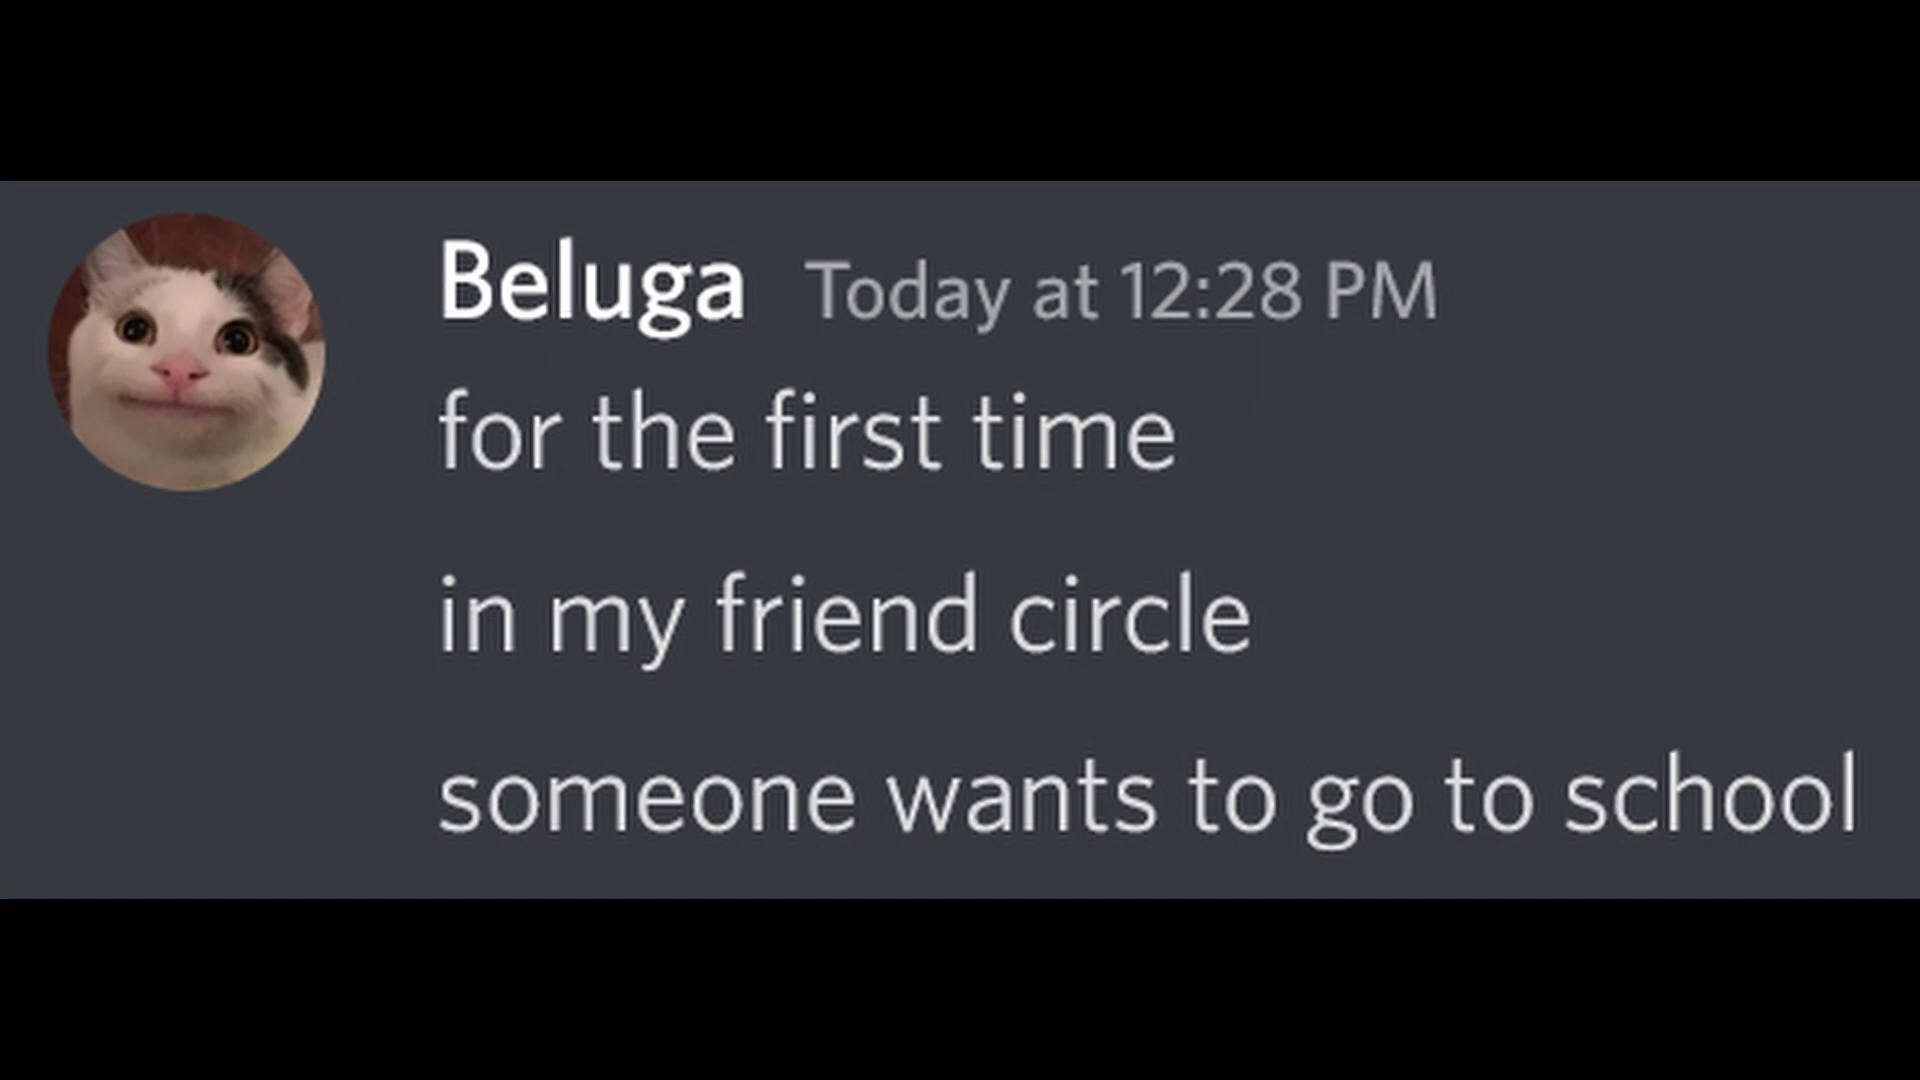 Beluga Today at 12:28 PM
for the first time
in my friend circle
someone wants to go to school